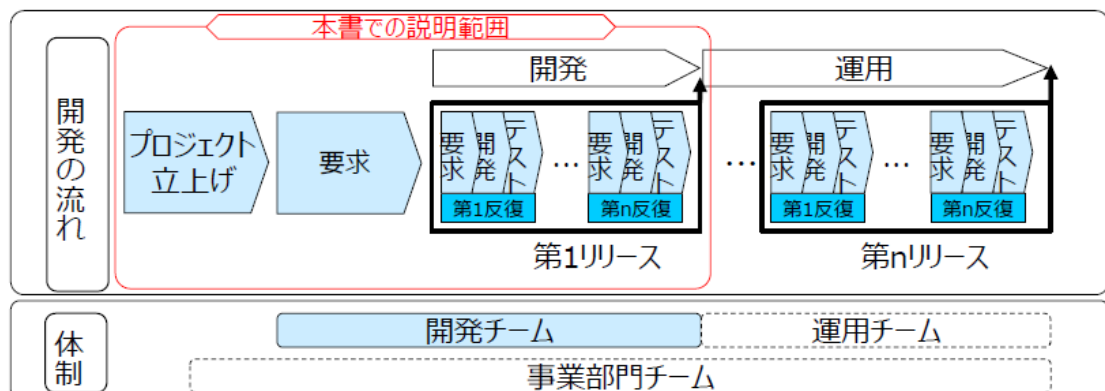 本書での説明範囲
開発の流れ
開発
運用
プロジェクト
立上げ
要求
要求
開発
テスト
第1反復
…
要求
開発
テスト
第n反復
第1リリース
…
要求
開発
テスト
第1反復
…
要求
開発
テスト
第n反復
第nリリース
体制
開発チーム
運用チーム
事業部門チーム